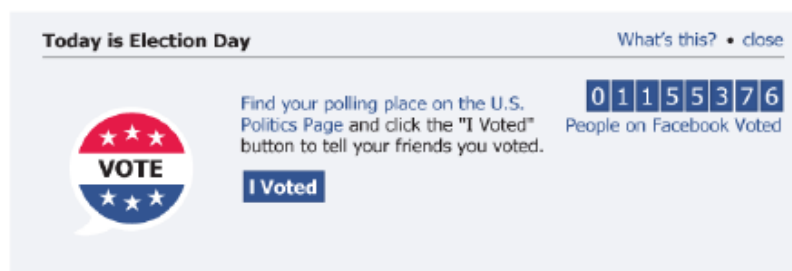 Today is Election Day
What's this? • close
Find your polling place on the U.S.
Politics Page and click the "I Voted"
button to tell your friends you voted.
I Voted
01155376
People on Facebook Voted
VOTE